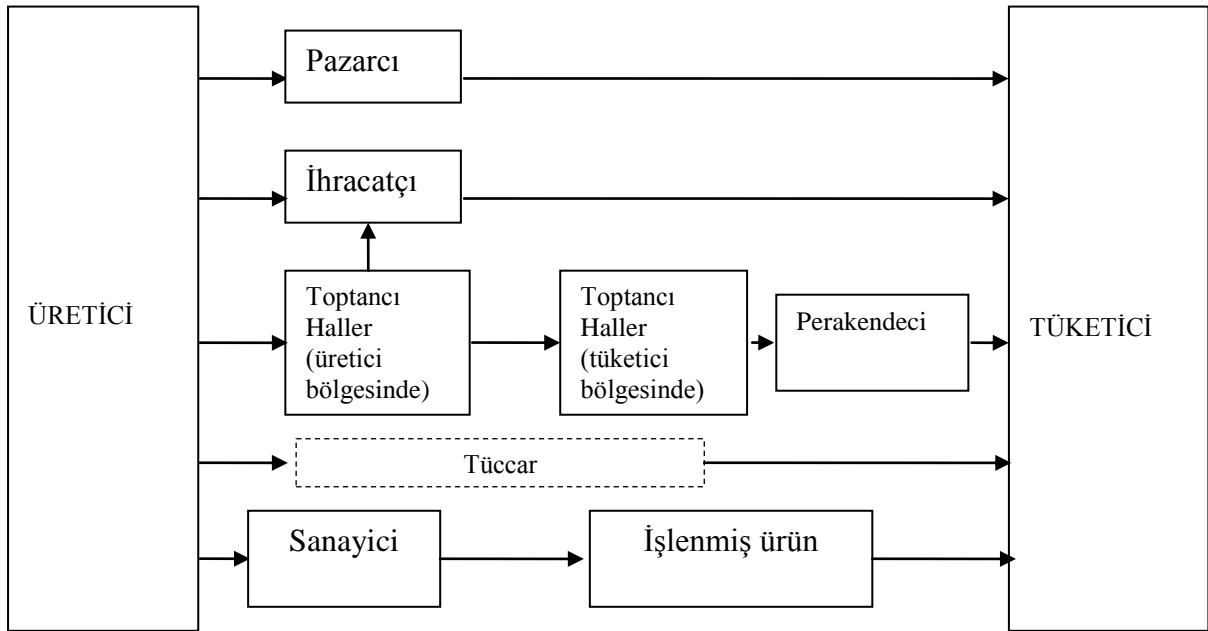 Pazarcı
İhracatçı
ÜRETİCİ
Toptancı
Haller
(üretici
bölgesinde)
Toptancı
Haller
(tüketici
bölgesinde)
Perakendeci
TÜKETİCİ
Tüccar
Sanayici
İşlenmiş ürün